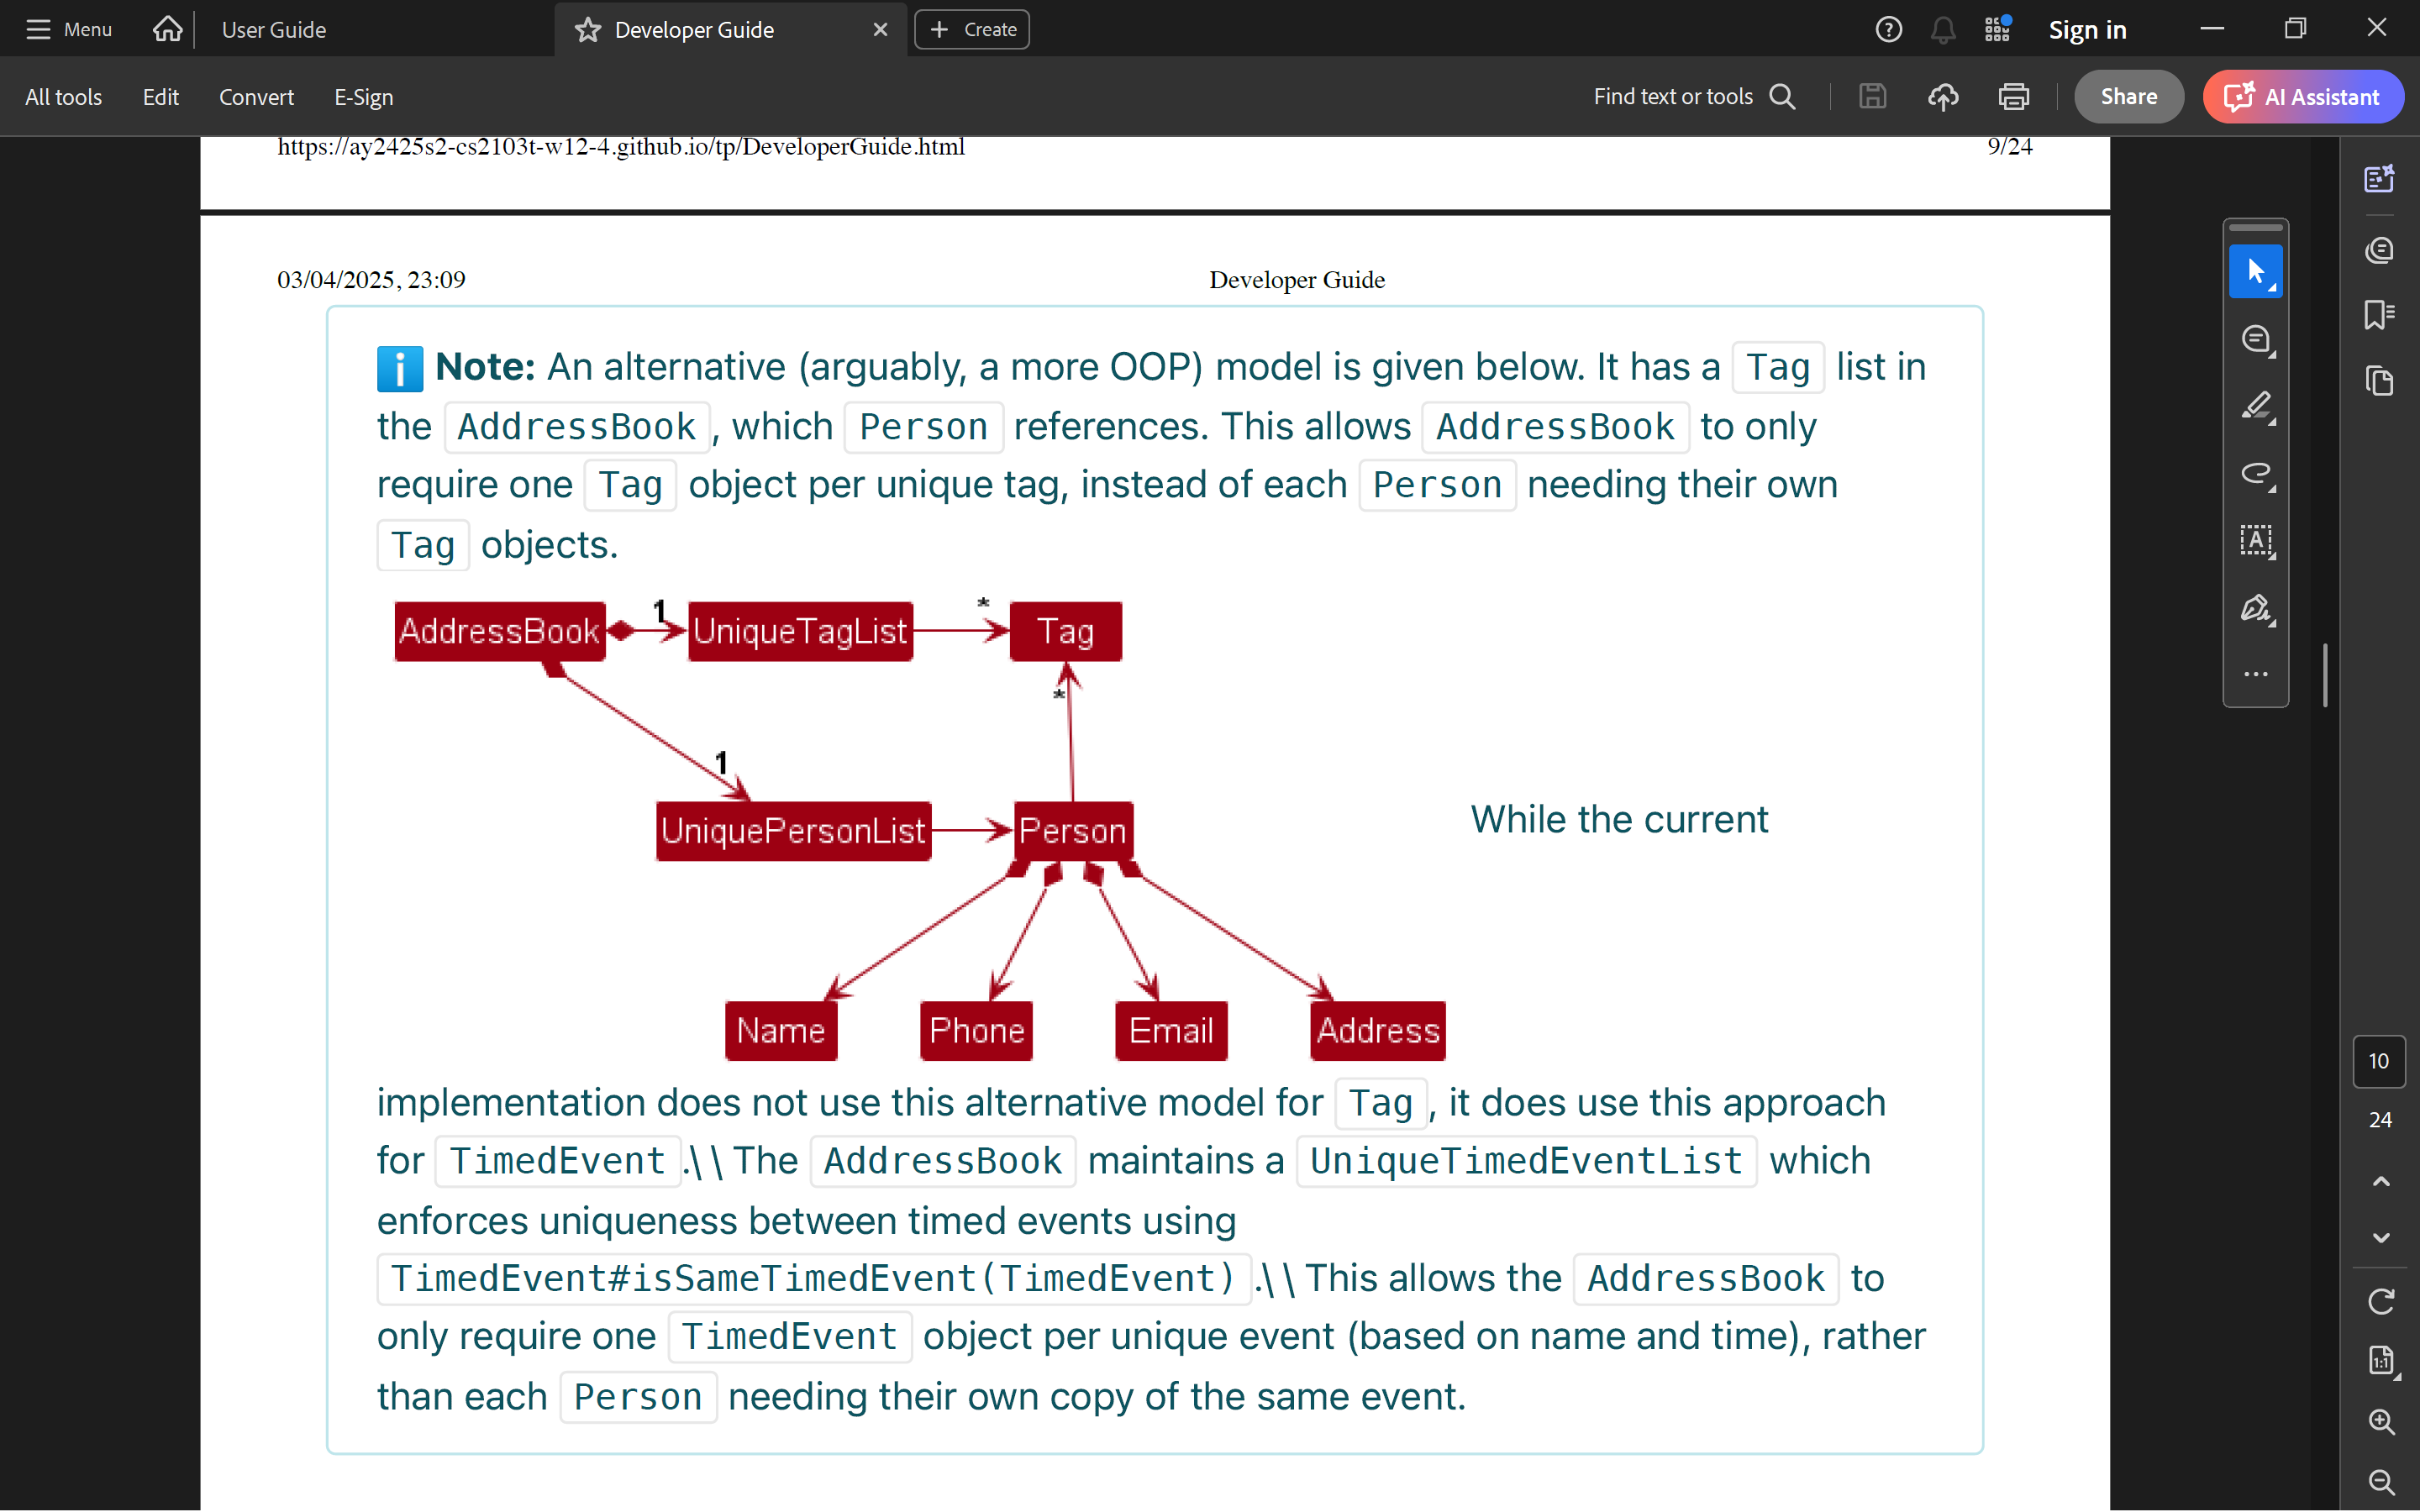 Menu
User Guide
Developer Guide
Create
Sign in
All tools
Edit
Convert
E-Sign
Find text or tools
Share
AI Assistant
https://ay2425s2-cs2103t-w12-4.github.io/tp/DeveloperGuide.html 9/24
03/04/2025, 23:09 Developer Guide
Note: An alternative (arguably, a more OOP) model is given below. It has a Tag list in
the AddressBook, which Person references. This allows AddressBook to only
require one Tag object per unique tag, instead of each Person needing their own
Tag objects.
AddressBook 1 UniqueTagList * Tag
*
1
UniquePersonList Person
While the current
Name Phone Email Address
implementation does not use this alternative model for Tag, it does use this approach
for TimedEvent.\\ The AddressBook maintains a UniqueTimedEventList which
enforces uniqueness between timed events using
TimedEvent#isSameTimedEvent(TimedEvent).\\ This allows the AddressBook to
only require one TimedEvent object per unique event (based on name and time), rather
than each Person needing their own copy of the same event.
10
24
1:1